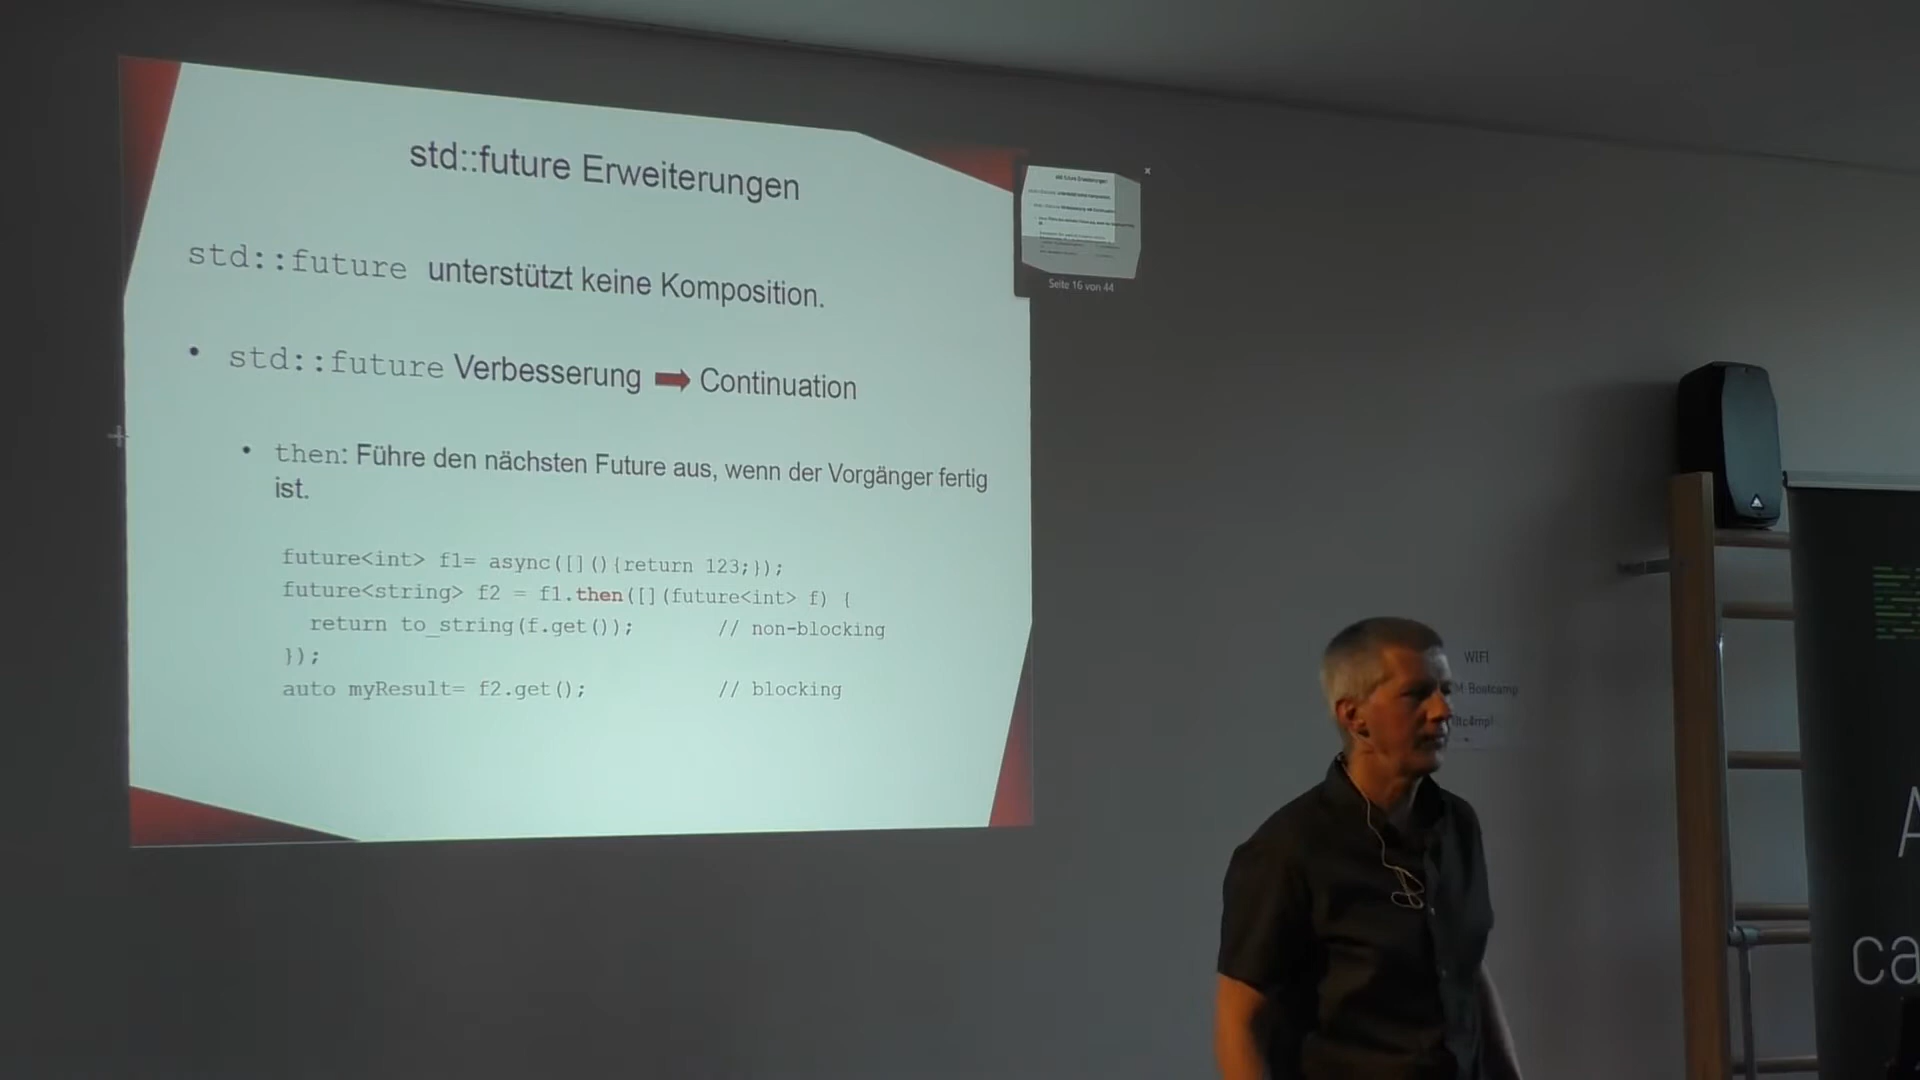 std::future Erweiterungen
std::future unterstützt keine Komposition.
• std::future Verbesserung ➡ Continuation
• then: Führe den nächsten Future aus, wenn der Vorgänger fertig
ist.
future<int> f1= async([](){return 123;});
future<string> f2 = f1.then([](future<int> f) {
return to_string(f.get()); // non-blocking
});
auto myResult= f2.get(); // blocking
x
Seite 16 von 44
WIFI
A
ca